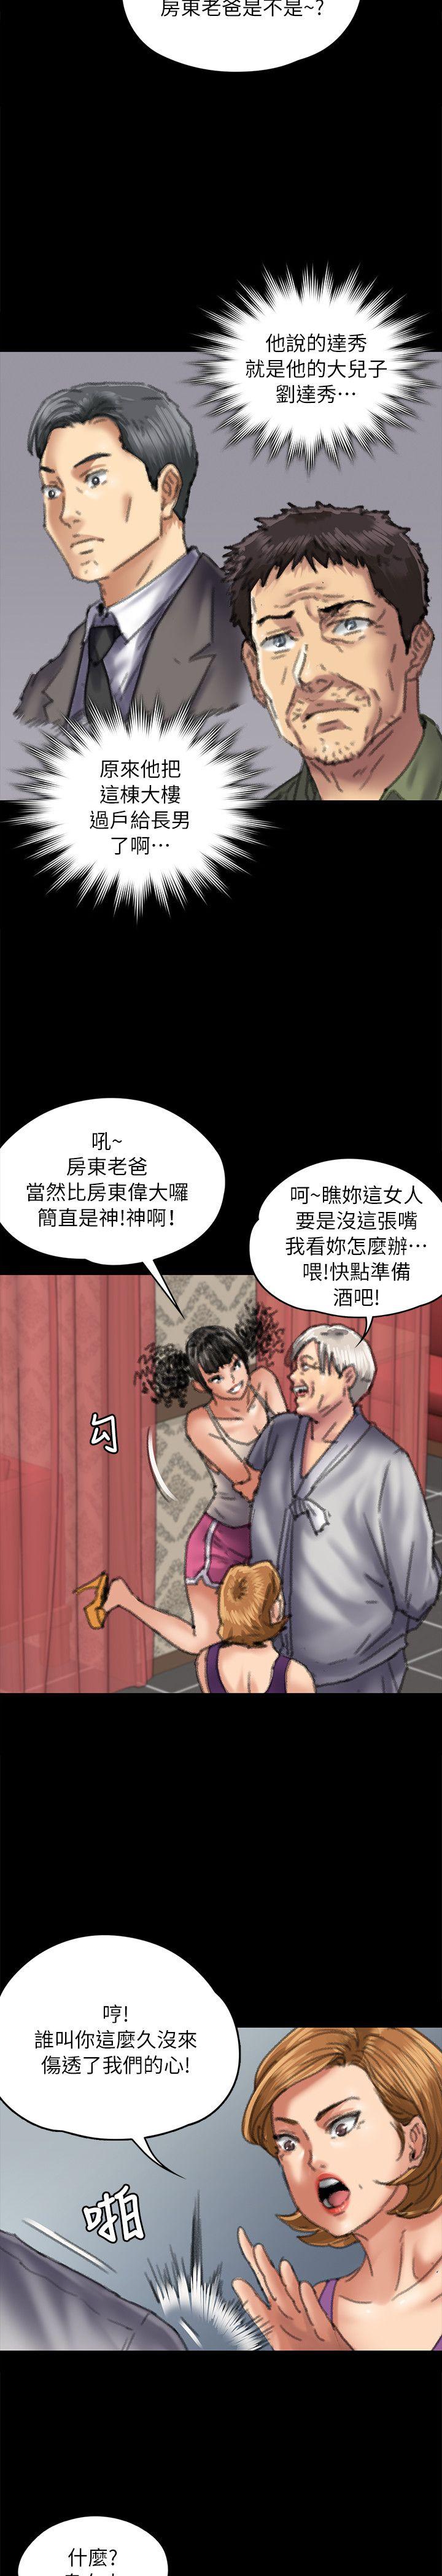 房東老爸是不是~?
他說的達秀
就是他的大兒子
劉達秀…
原來他把
這棟大樓
過戶給長男
了啊…
吼~
房東老爸
當然比房東偉大囉
簡直是神!神啊!
呵~瞧妳這女人
要是沒這張嘴
我看妳怎麼辦…
喂!快點準備
酒吧!
勾
哼!
誰叫你這麼久沒來
傷透了我們的心!
啪
什麼?